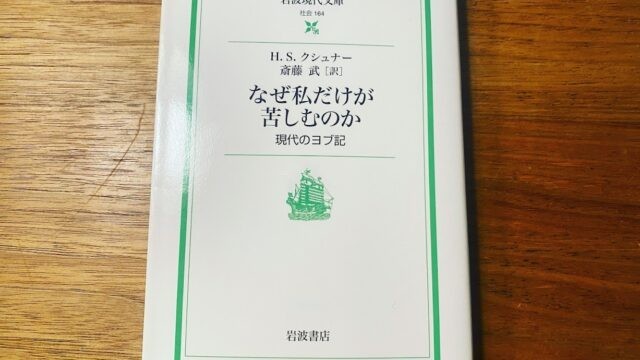 岩波現代文庫
社会 164
H. S. クシュナー
斎藤 武［訳］
なぜ私だけが
苦しむのか
現代のヨブ記
岩波書店